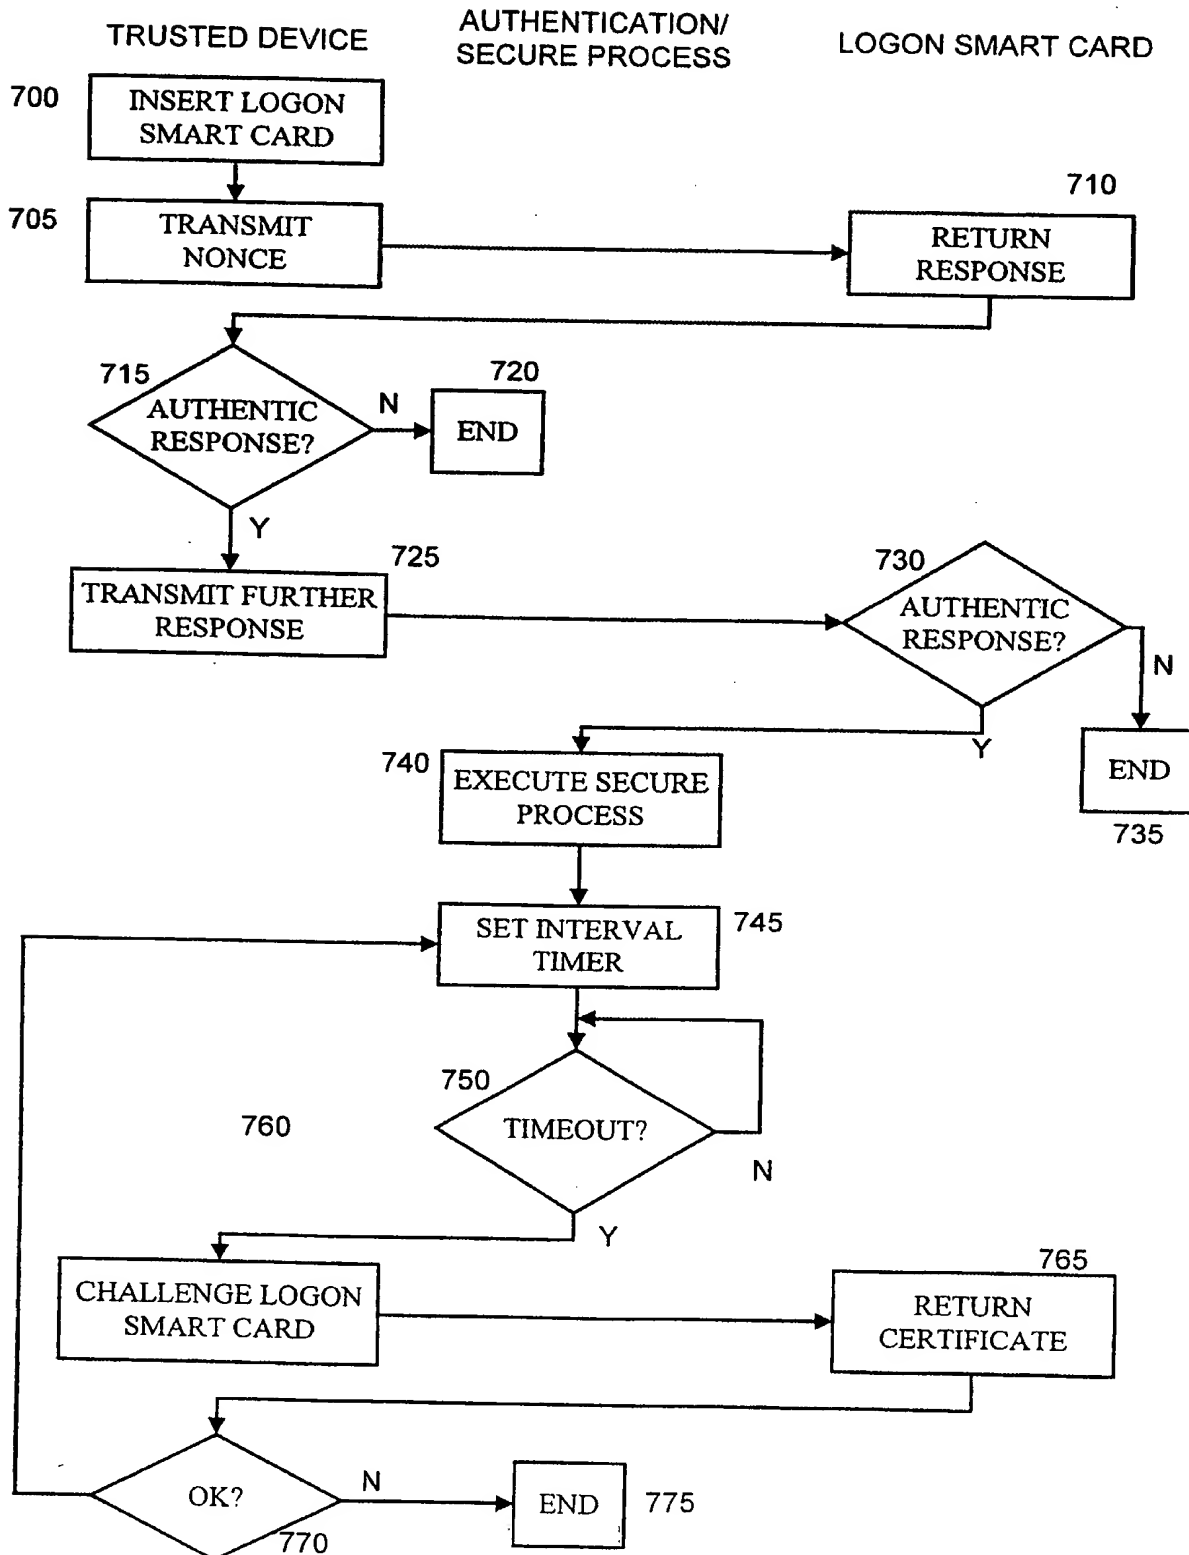 TRUSTED DEVICE
AUTHENTICATION/
SECURE PROCESS
LOGON SMART CARD
700
INSERT LOGON
SMART CARD
705
TRANSMIT
NONCE
710
RETURN
RESPONSE
715
AUTHENTIC
RESPONSE?
N
720
END
Y
725
TRANSMIT FURTHER
RESPONSE
730
AUTHENTIC
RESPONSE?
N
Y
END
735
740
EXECUTE SECURE
PROCESS
SET INTERVAL
TIMER
745
750
TIMEOUT?
N
760
Y
CHALLENGE LOGON
SMART CARD
765
RETURN
CERTIFICATE
OK?
N
770
END
775